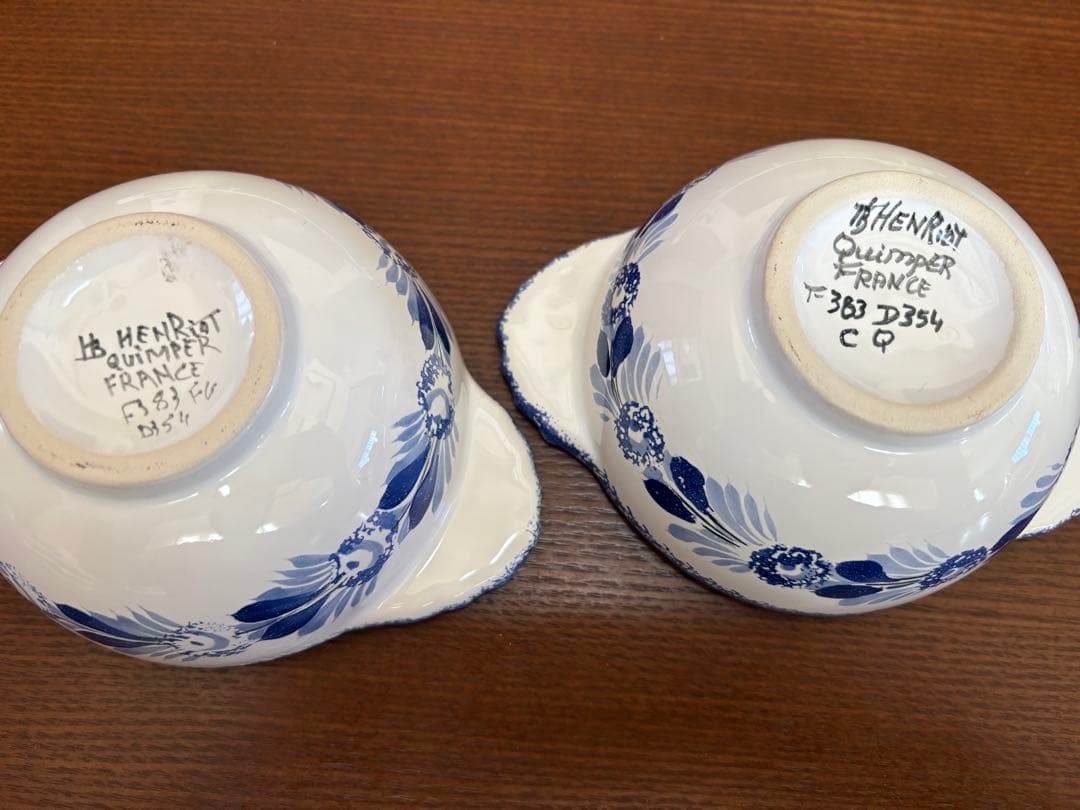 HB HENRiOT
QUIMPER
FRANCE
F383 FG
D354
HB HENRiOT
QuimPER
FRANCE
F383 D354
C Q